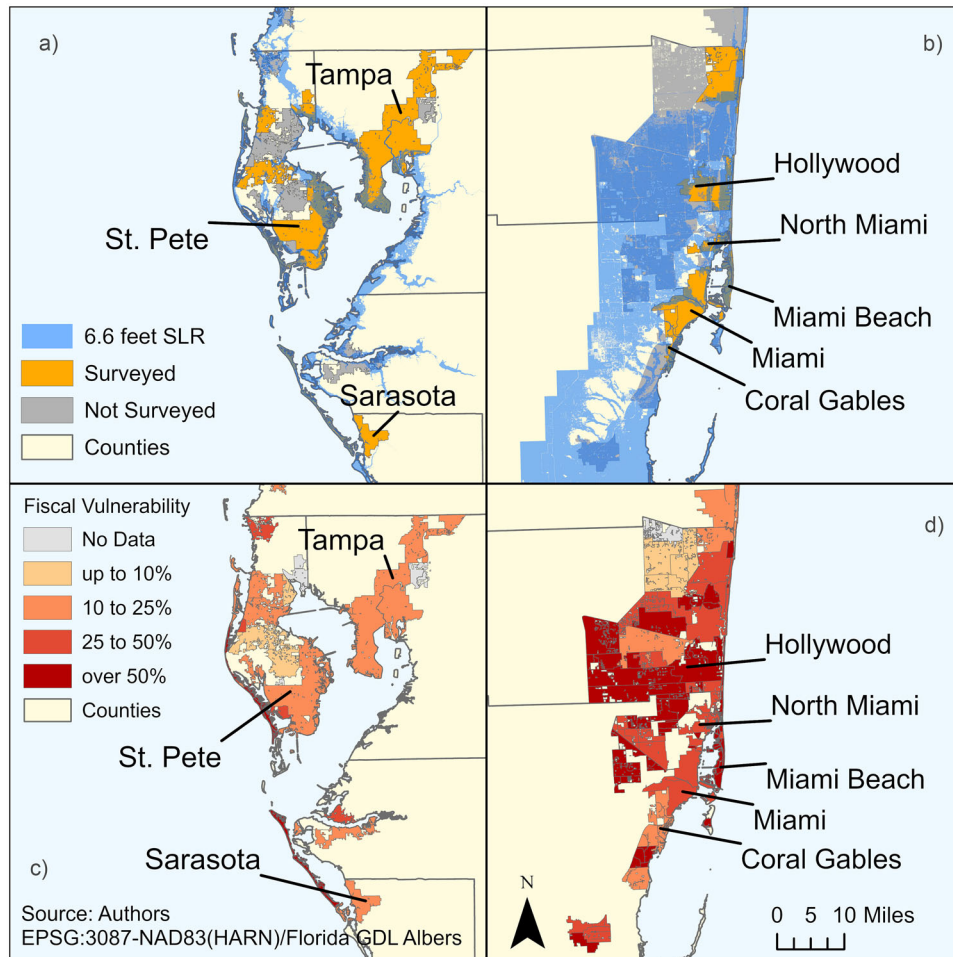 a)
Tampa
St. Pete
Sarasota
6.6 feet SLR
Surveyed
Not Surveyed
Counties
b)
Hollywood
North Miami
Miami Beach
Miami
Coral Gables
Fiscal Vulnerability
No Data
up to 10%
10 to 25%
25 to 50%
over 50%
Counties
Tampa
St. Pete
Sarasota
c)
Source: Authors
EPSG:3087-NAD83(HARN)/Florida GDL Albers
d)
Hollywood
North Miami
Miami Beach
Miami
Coral Gables
N
0 5 10 Miles